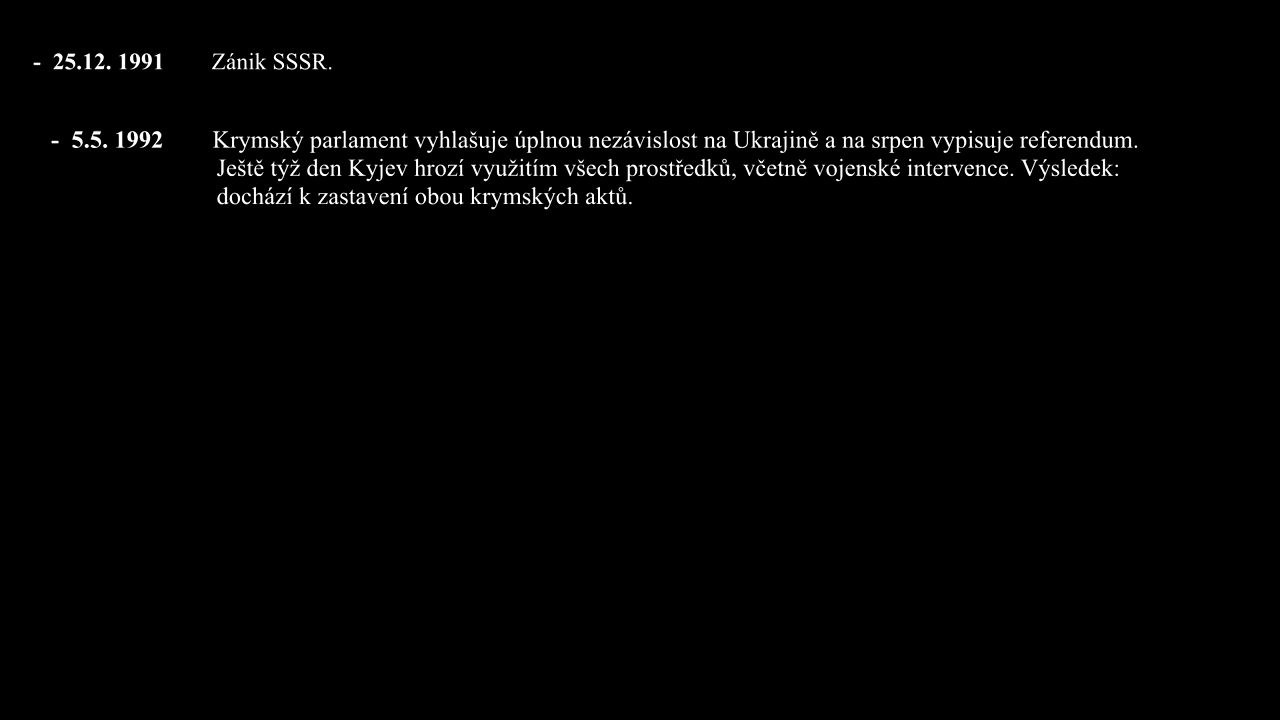 - 25.12. 1991 Zánik SSSR.
- 5.5. 1992 Krymský parlament vyhlašuje úplnou nezávislost na Ukrajině a na srpen vypisuje referendum.
Ještě týž den Kyjev hrozí využitím všech prostředků, včetně vojenské intervence. Výsledek:
dochází k zastavení obou krymských aktů.